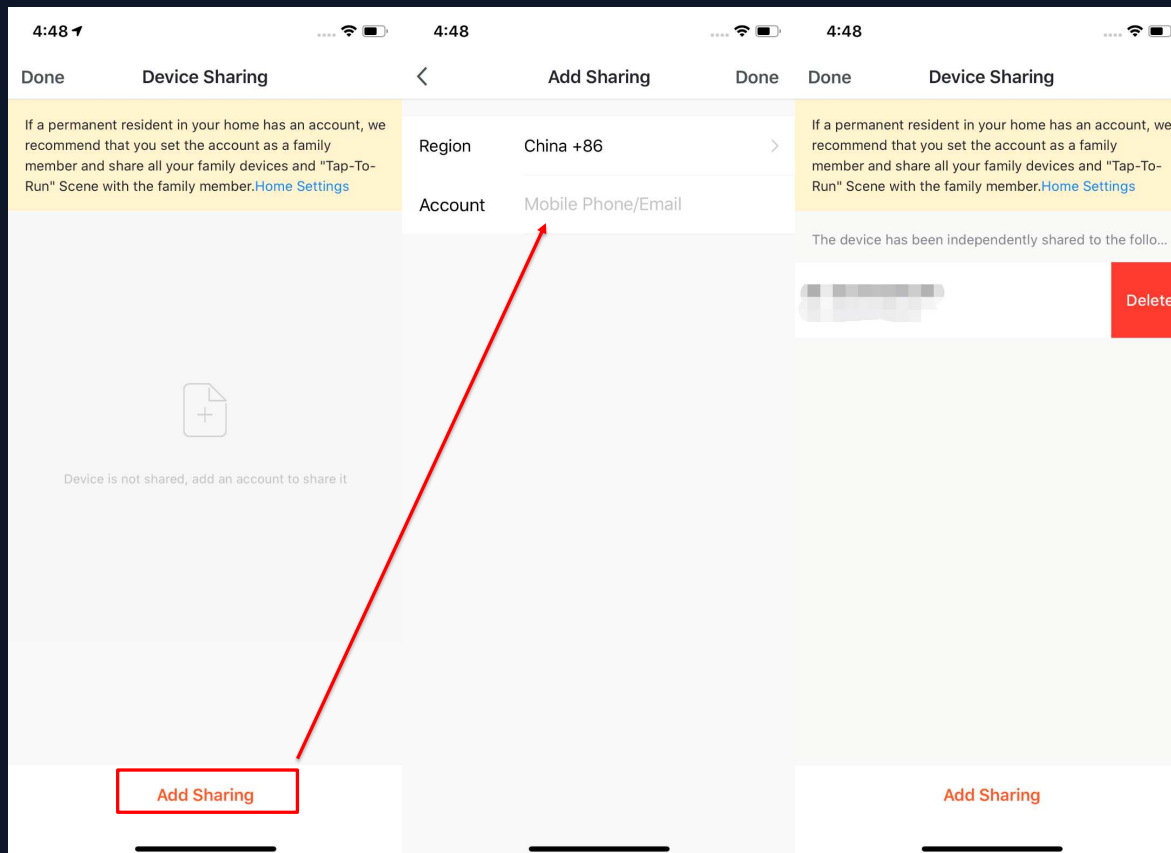 4:48
Done
Device Sharing
If a permanent resident in your home has an account, we
recommend that you set the account as a family
member and share all your family devices and "Tap-To-
Run" Scene with the family member.Home Settings
Device is not shared, add an account to share it
Add Sharing
4:48
Add Sharing
Done
Region
China +86
Account
Mobile Phone/Email
4:48
Done
Device Sharing
If a permanent resident in your home has an account, we
recommend that you set the account as a family
member and share all your family devices and "Tap-To-
Run" Scene with the family member.Home Settings
The device has been independently shared to the follo...
Delete
Add Sharing